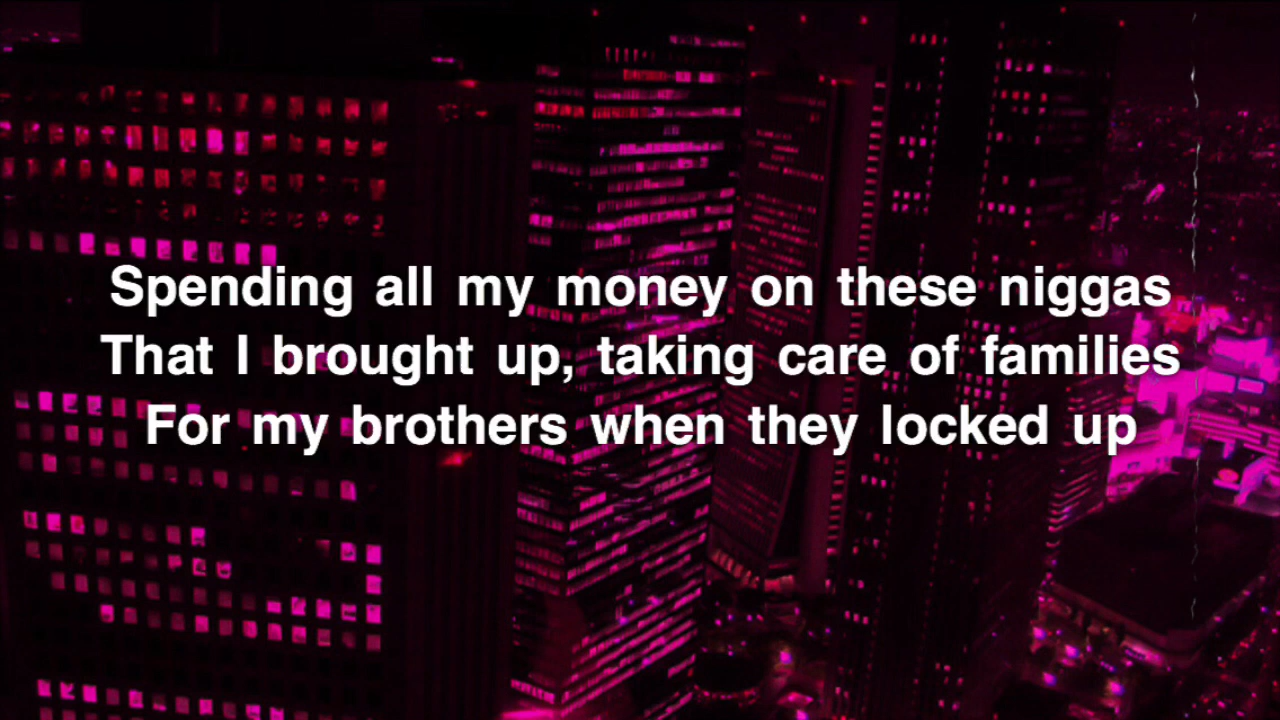 Spending all my money on these niggas
That I brought up, taking care of families
For my brothers when they locked up